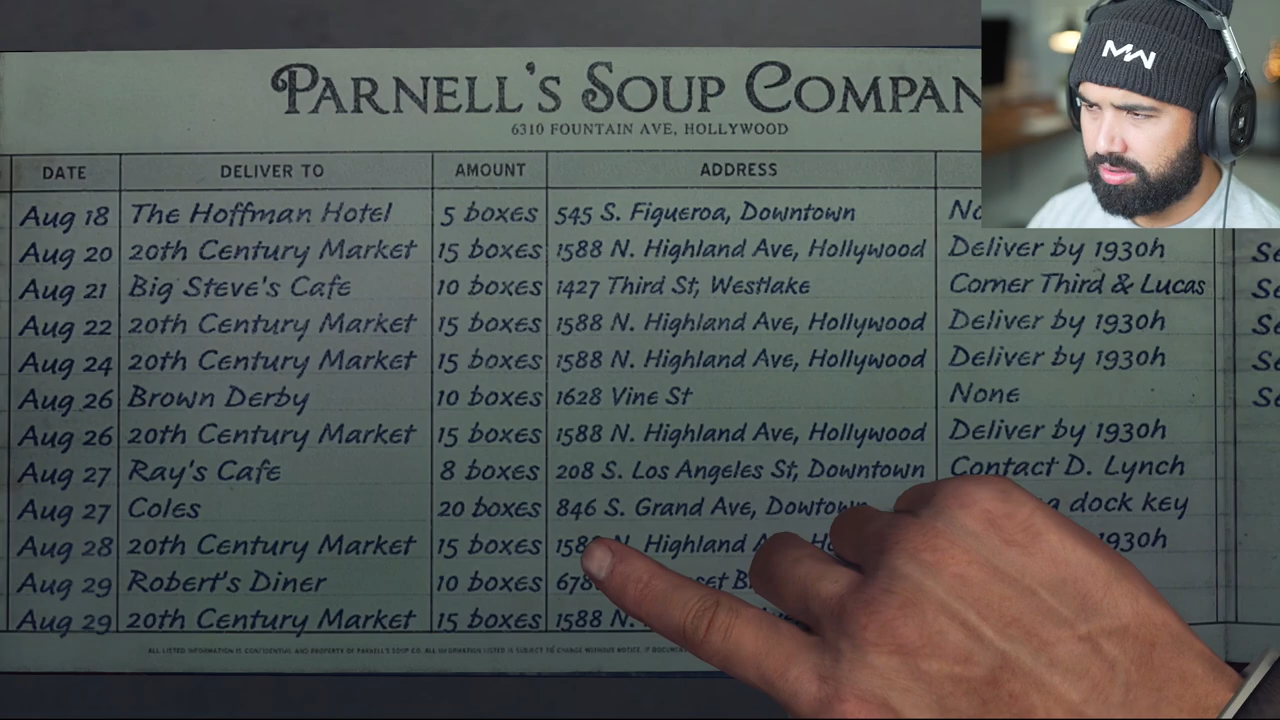 MW
PARNELL'S SOUP
6310 FOUNTAIN AVE, HOLLYWOOD
DATE DELIVER TO AMOUNT ADDRESS
Aug 18 The Hoffman Hotel 5 boxes 545 S. Figueroa, Downtown
Aug 20 20th Century Market 15 boxes 1588 N. Highland Ave, Hollywood Deliver by 1930h
Aug 21 Big Steve's Cafe 10 boxes 1427 Third St, Westlake Corner Third & Lucas
Aug 22 20th Century Market 15 boxes 1588 N. Highland Ave, Hollywood Deliver by 1930h
Aug 24 20th Century Market 15 boxes 1588 N. Highland Ave, Hollywood Deliver by 1930h
Aug 26 Brown Derby 10 boxes 1628 Vine St None
Aug 26 20th Century Market 15 boxes 1588 N. Highland Ave, Hollywood Deliver by 1930h
Aug 27 Ray's Cafe 8 boxes 208 S. Los Angeles St, Downtown Contact D. Lynch
Aug 27 Coles 20 boxes 846 S. Grand Ave, Dowtown dock key
Aug 28 20th Century Market 15 boxes N. Highland 1930h
Aug 29 Robert's Diner 10 boxes
Aug 29 20th Century Market 15 boxes 1588 N.